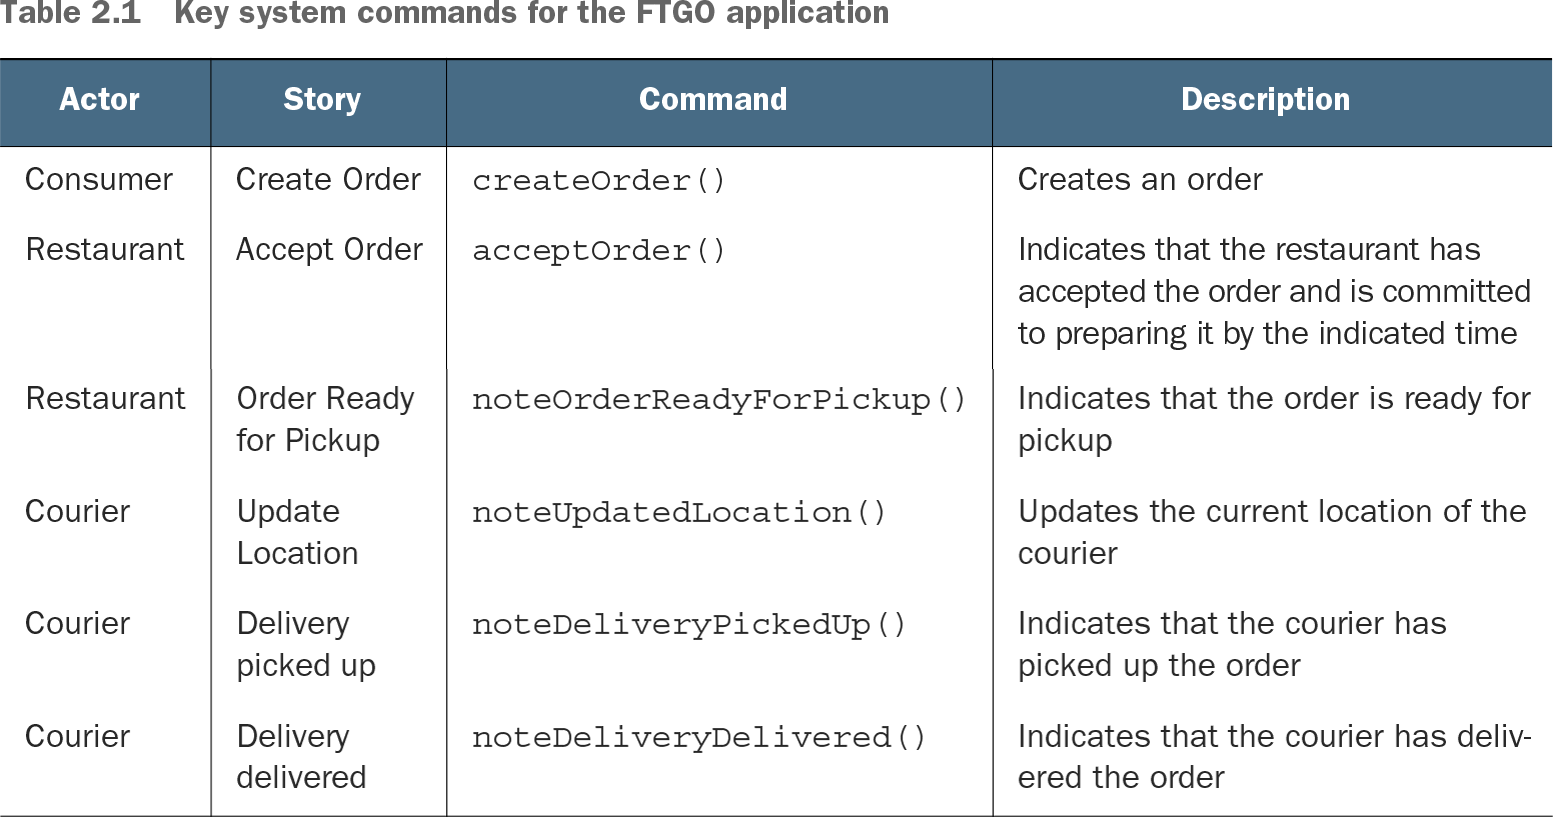 Table 2.1 Key system commands for the FTGO application
Actor Story Command Description
Consumer Create Order createOrder() Creates an order
Restaurant Accept Order acceptOrder() Indicates that the restaurant has
accepted the order and is committed
to preparing it by the indicated time
Restaurant Order Ready noteOrderReadyForPickup() Indicates that the order is ready for
for Pickup pickup
Courier Update noteUpdatedLocation() Updates the current location of the
Location courier
Courier Delivery noteDeliveryPickedUp() Indicates that the courier has
picked up picked up the order
Courier Delivery noteDeliveryDelivered() Indicates that the courier has deliv-
delivered ered the order